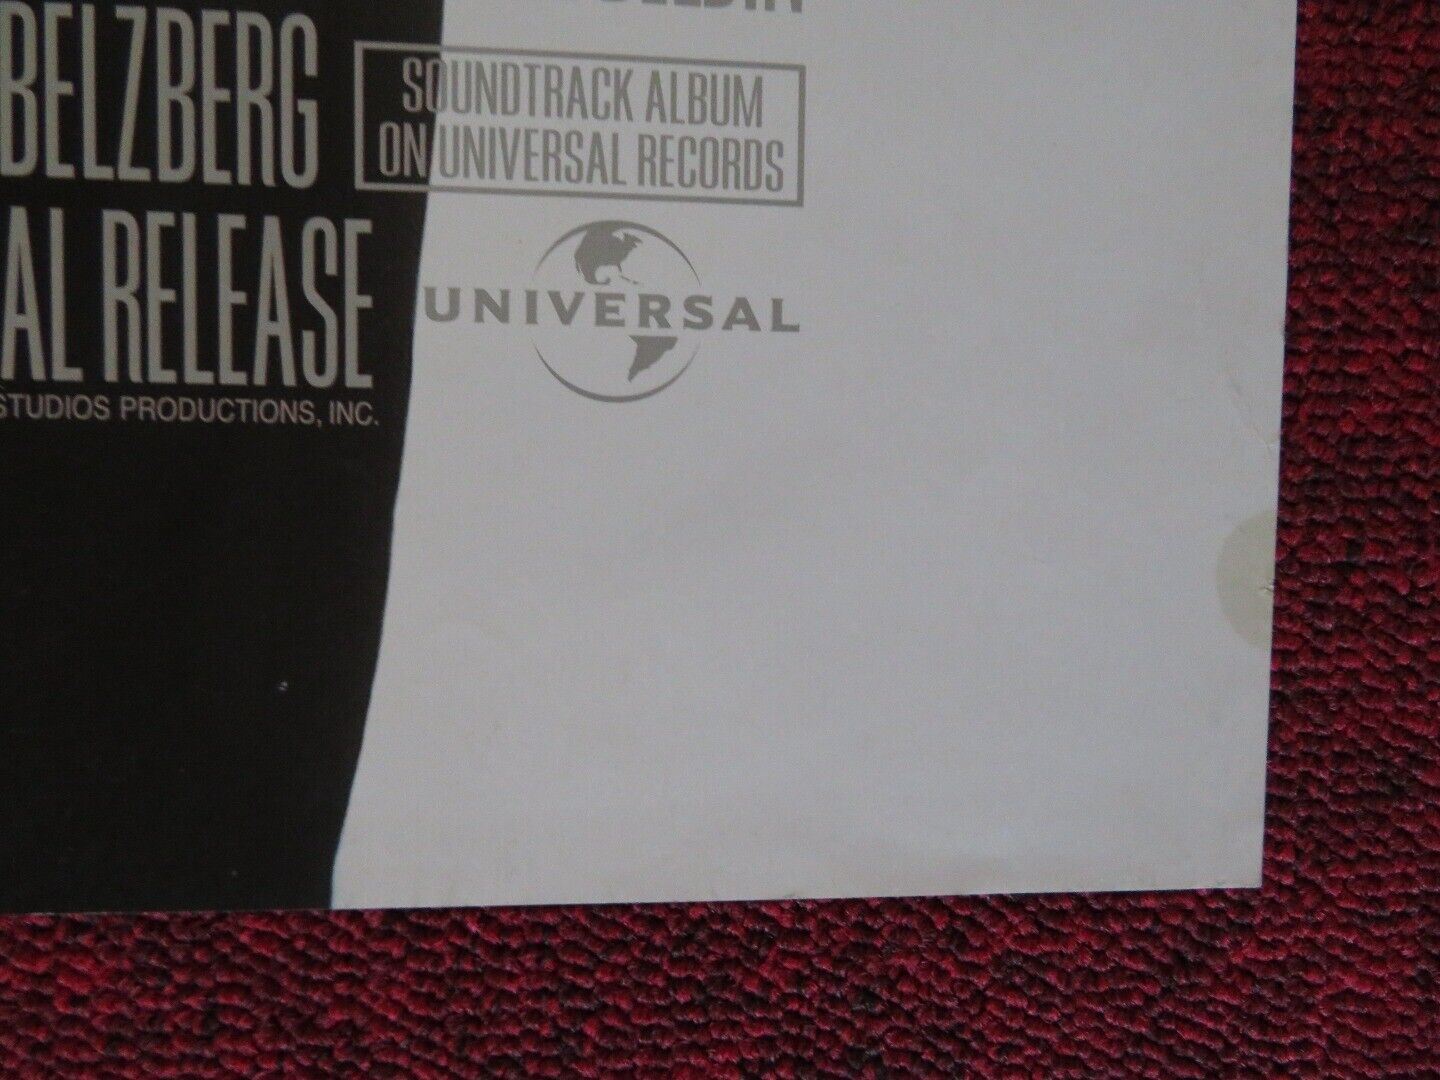 BELZBERG
SOUNDTRACK ALBUM
ON UNIVERSAL RECORDS
AL RELEASE
UNIVERSAL
STUDIOS PRODUCTIONS, INC.